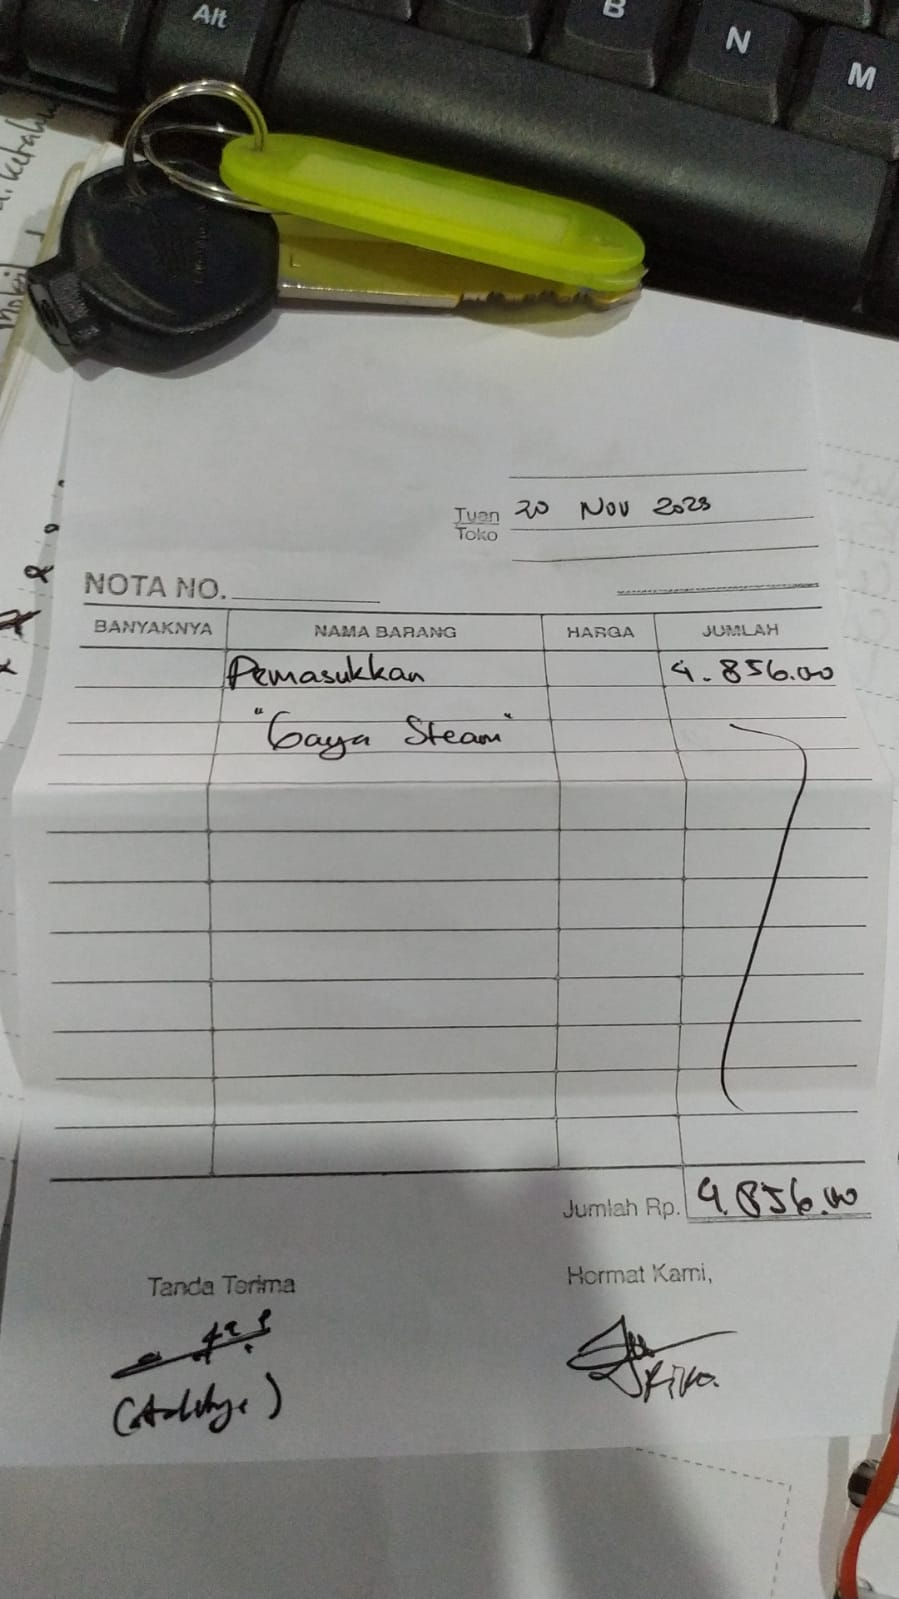 Alt
B
N
M
Tuan 20 Nov 2023
Toko
NOTA NO.
BANYAKNYA NAMA BARANG HARGA JUMLAH
Pemasukkan 4.856.00
"Gaya Steam"
Jumlah Rp. 4.856.00
Tanda Terima Hormat Kami,